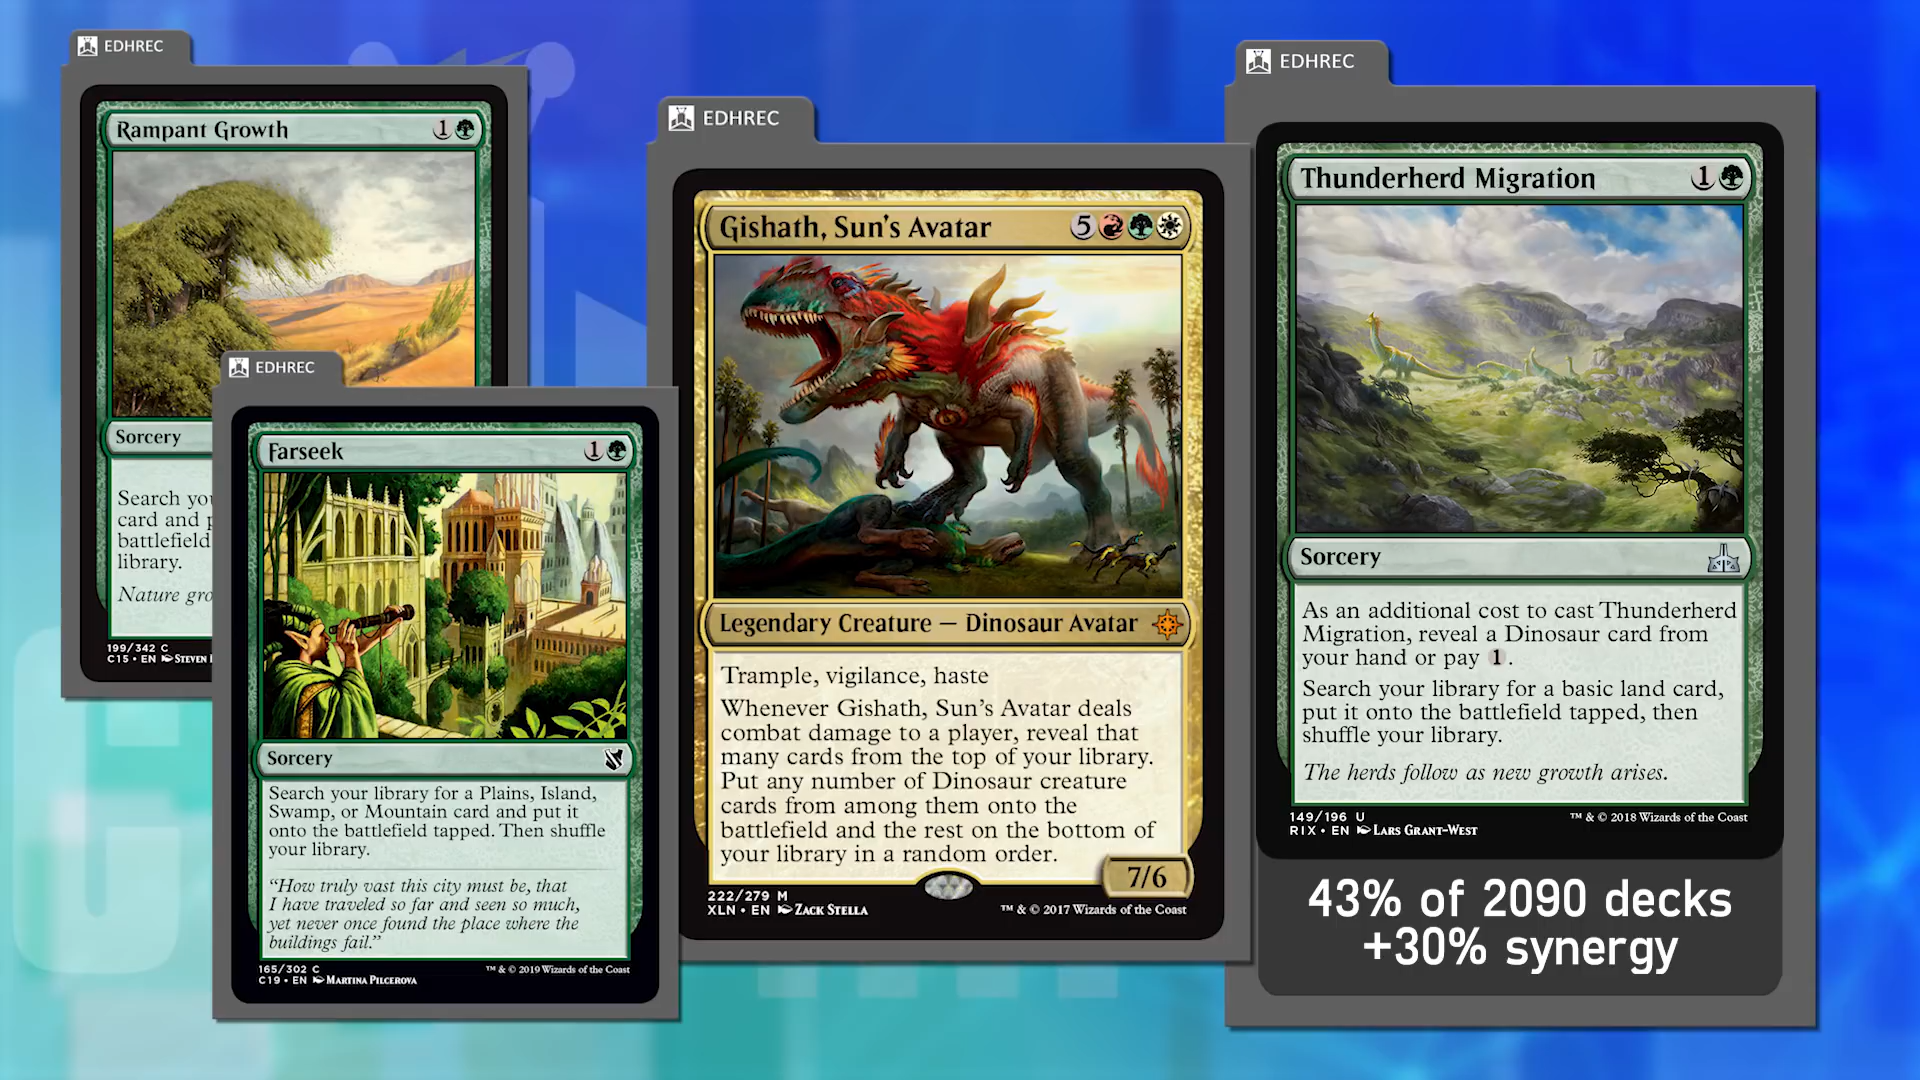 EDHREC
Rampant Growth 1
Sorcery
Search
card and
battlefield
library.
Nature
199/342 C
C15 • EN STEVEN
EDHREC
Farseek 1
Sorcery
Search your library for a Plains, Island,
Swamp, or Mountain card and put it
onto the battlefield tapped. Then shuffle
your library.
“How truly vast this city must be, that
I have traveled so far and seen so much,
yet never once found the place where the
buildings fail.”
165/302 C
C19 • EN MARTINA PILCEROVA
™ & © 2019 Wizards of the Coast
EDHREC
Gishath, Sun's Avatar 5
Legendary Creature — Dinosaur Avatar
Trample, vigilance, haste
Whenever Gishath, Sun's Avatar deals
combat damage to a player, reveal that
many cards from the top of your library.
Put any number of Dinosaur creature
cards from among them onto the
battlefield and the rest on the bottom of
your library in a random order.
7/6
222/279 M
XLN • EN ZACK STELLA
™ & © 2017 Wizards of the Coast
EDHREC
Thunderherd Migration 1
Sorcery
As an additional cost to cast Thunderherd
Migration, reveal a Dinosaur card from
your hand or pay 1.
Search your library for a basic land card,
put it onto the battlefield tapped, then
shuffle your library.
The herds follow as new growth arises.
149/196 U
RIX • EN LARS GRANT-WEST
™ & © 2018 Wizards of the Coast
43% of 2090 decks
+30% synergy